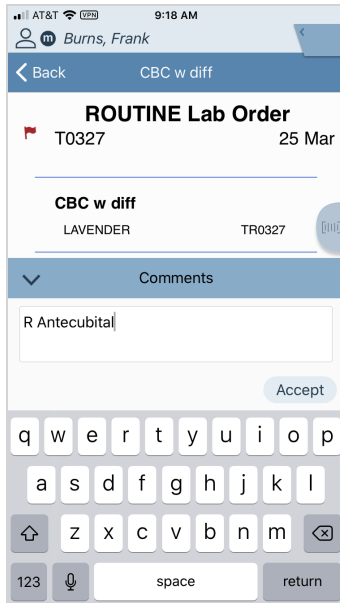 AT&T VPN 9:18 AM
m Burns, Frank
Back CBC w diff
ROUTINE Lab Order
T0327 25 Mar
CBC w diff
LAVENDER TR0327
Comments
R Antecubital
Accept
q w e r t y u i o p
a s d f g h j k l
z x c v b n m
123 space return